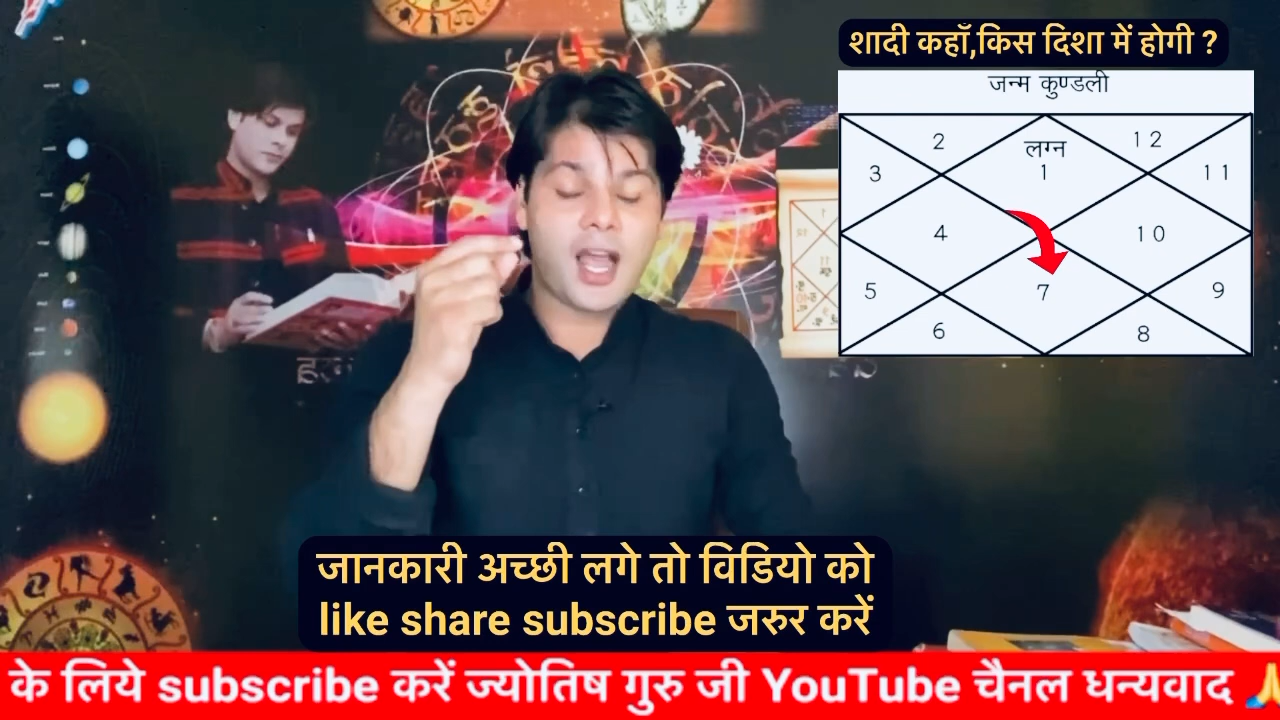 शादी कहाँ,किस दिशा में होगी ?
जन्म कुण्डली
2 लग्न 12
3 1 11
4 10
5 7 9
6 8
जानकारी अच्छी लगे तो विडियो को
like share subscribe जरुर करें
के लिये subscribe करें ज्योतिष गुरु जी YouTube चैनल धन्यवाद 🙏